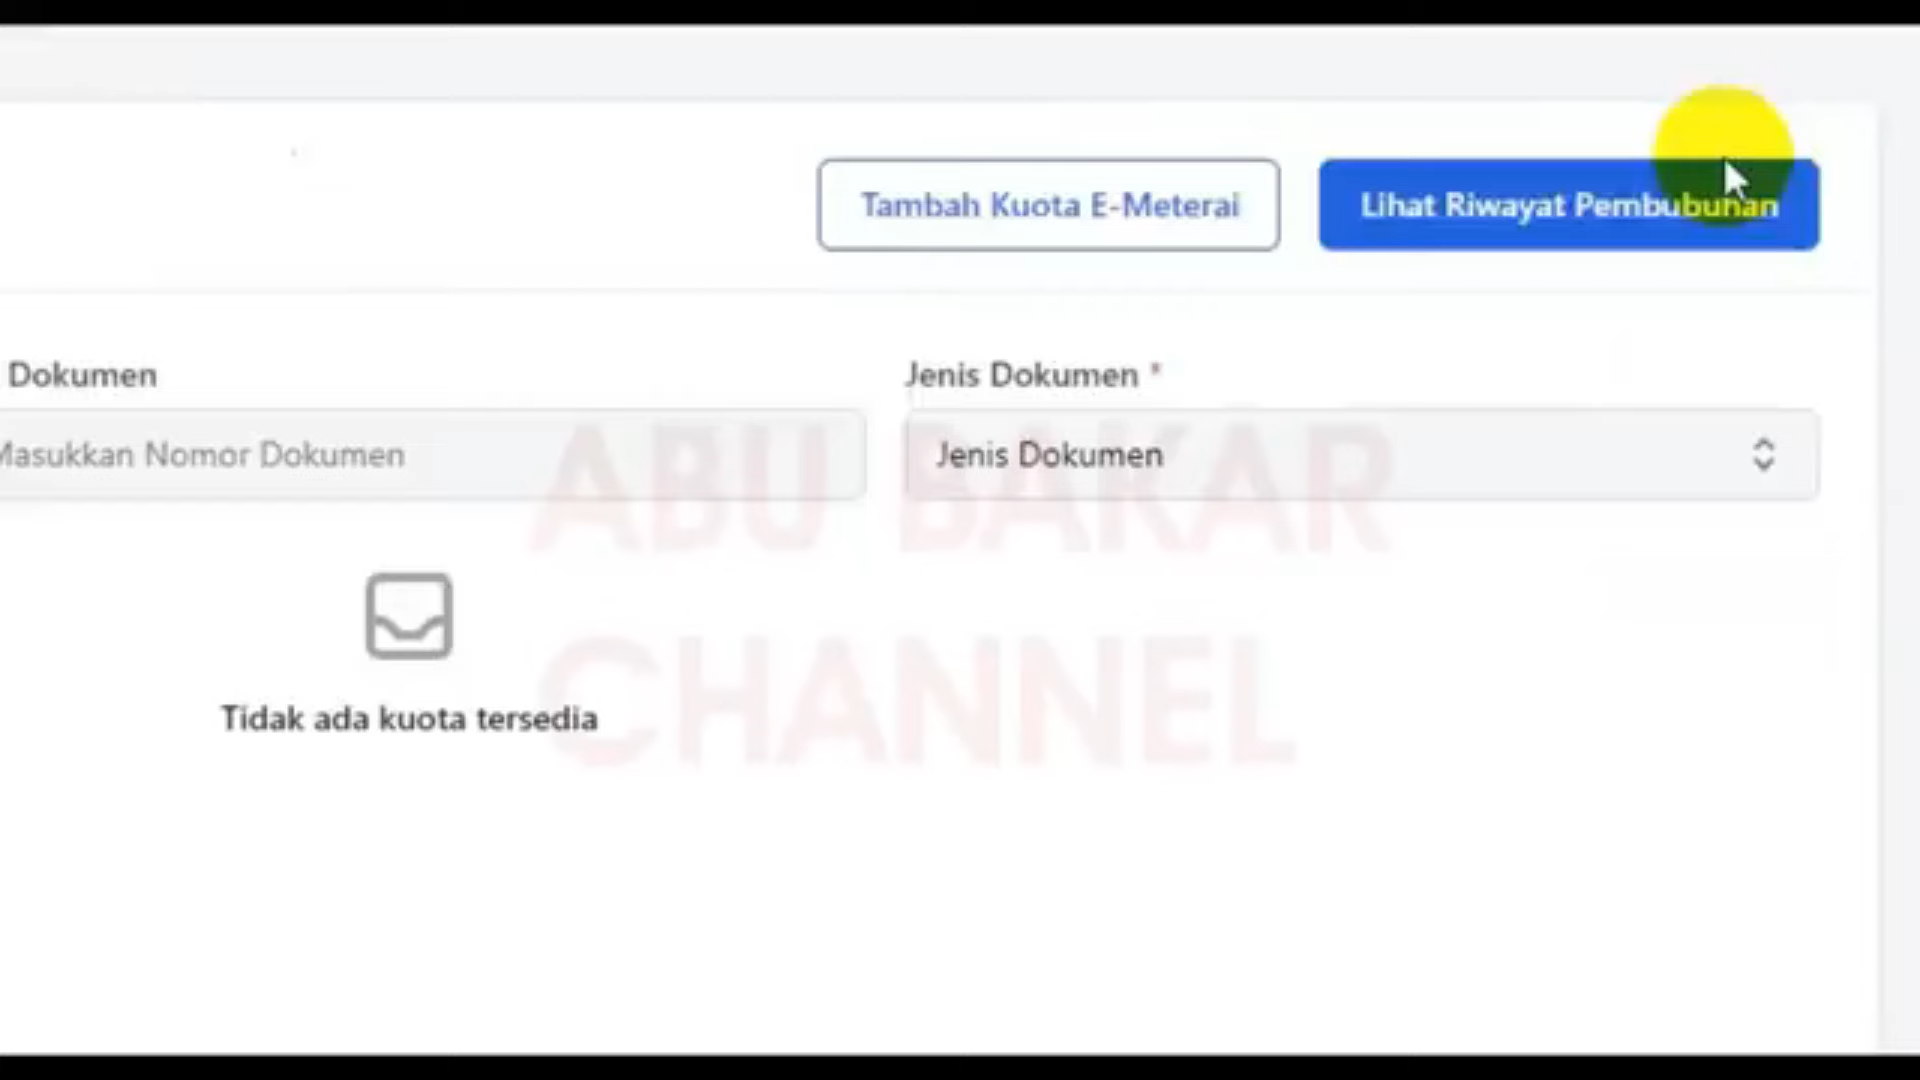 Tambah Kuota E-Meterai
Lihat Riwayat Pembubuhan
Dokumen
Jenis Dokumen *
Masukkan Nomor Dokumen
Jenis Dokumen
ABU BAKAR
CHANNEL
Tidak ada kuota tersedia